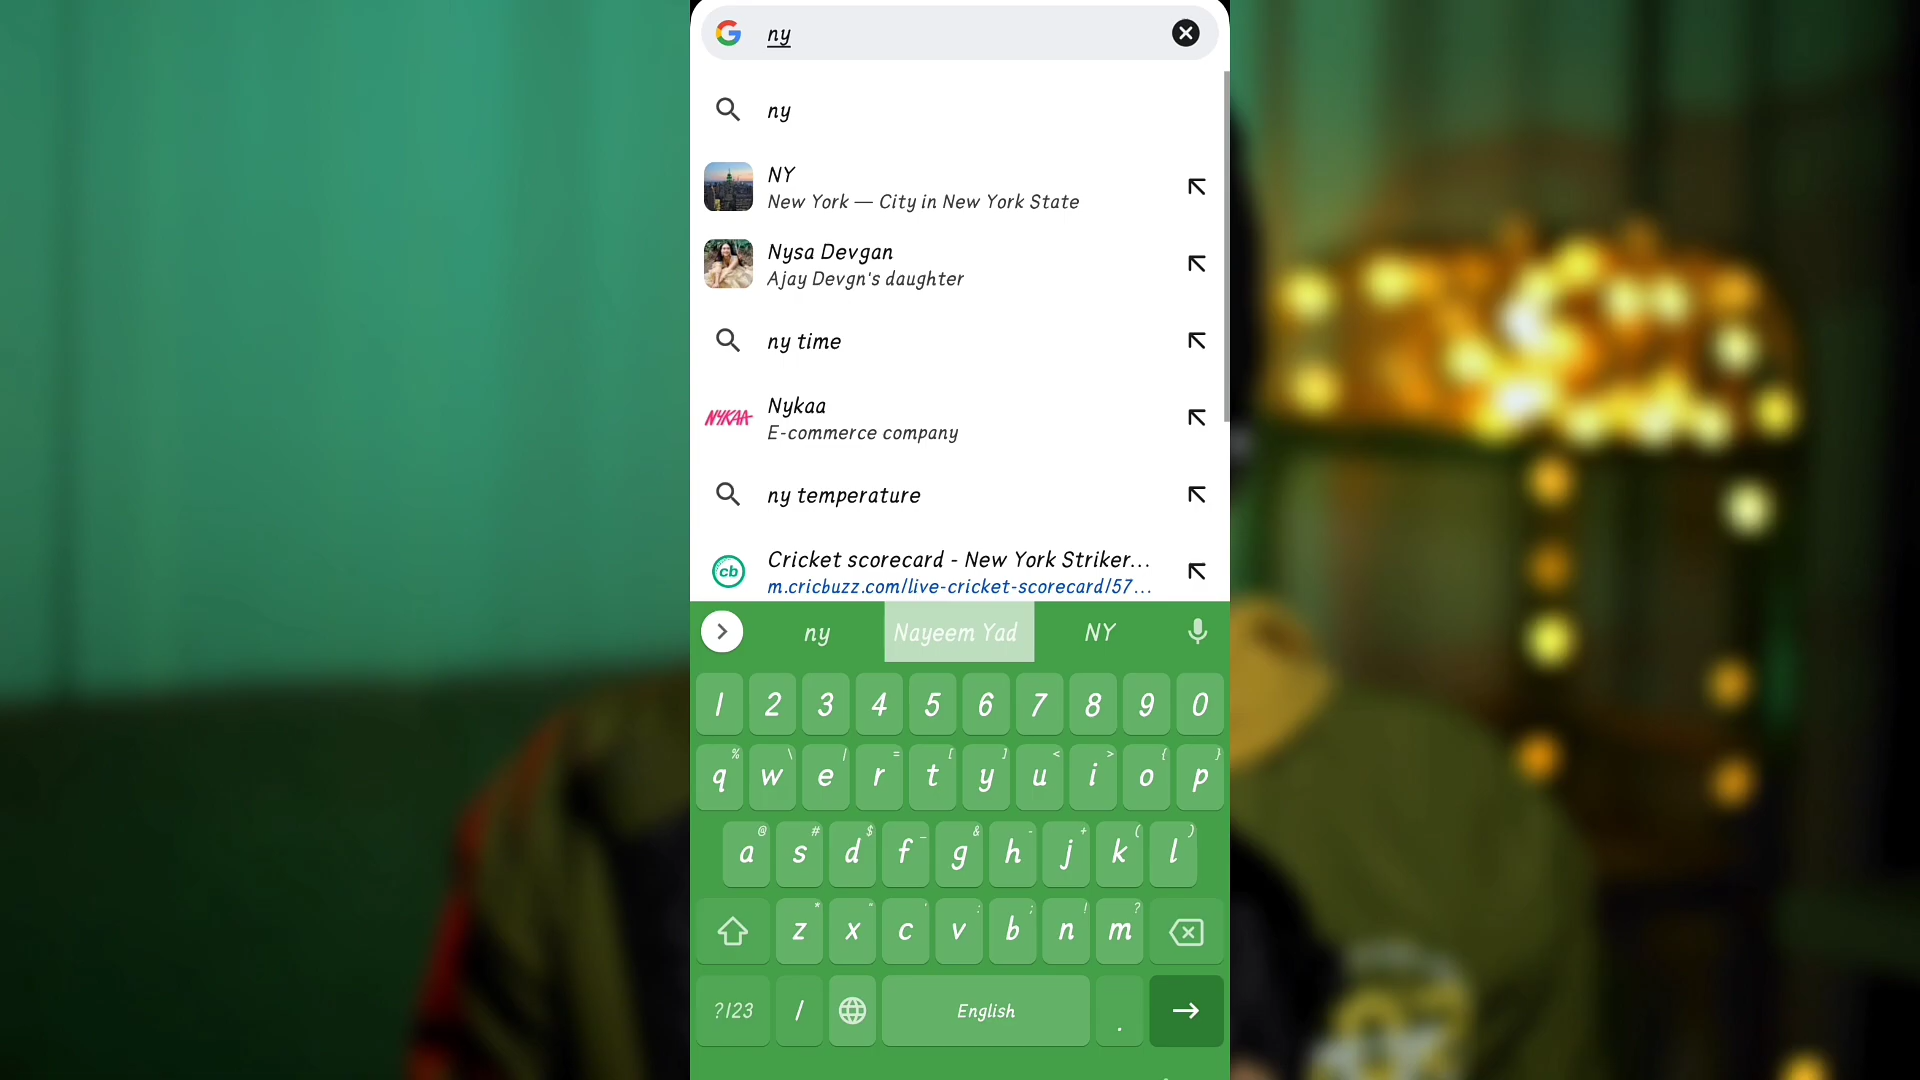 ny
ny
NY
New York — City in New York State
Nysa Devgan
Ajay Devgn's daughter
ny time
NYKAA
Nykaa
E-commerce company
ny temperature
cb
Cricket scorecard - New York Striker...
m.cricbuzz.com/live-cricket-scorecard/57...
ny Nayeem Yad NY
1 2 3 4 5 6 7 8 9 0
% \ | = [ ] < > { }
q w e r t y u i o p
@ # $ _ & - + ( )
a s d f g h j k l
* " ' : ; ! ?
z x c v b n m
?123 / English .